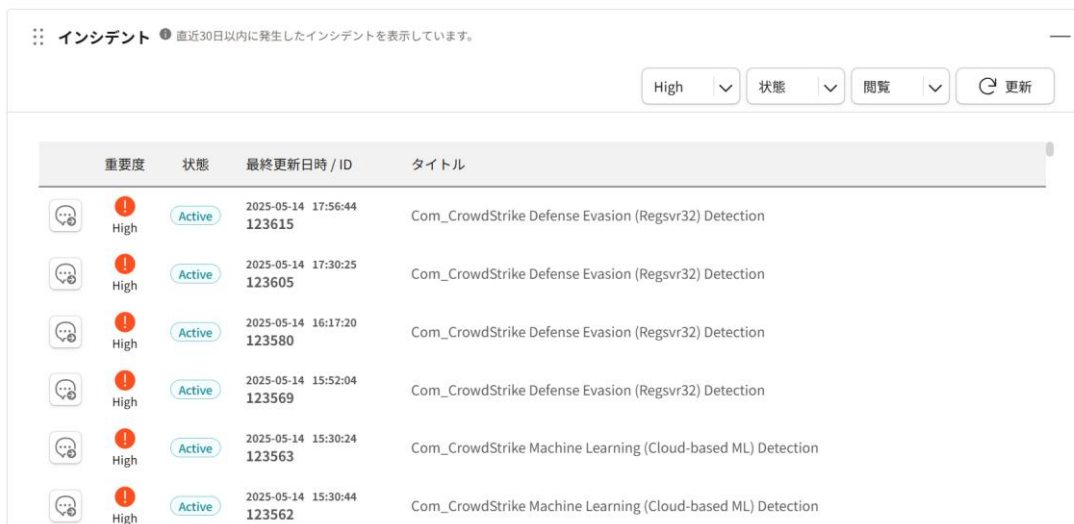 インシデント 直近30日以内に発生したインシデントを表示しています。
High 状態 閲覧 更新
重要度 状態 最終更新日時 / ID タイトル
High Active 2025-05-14 17:56:44 123615 Com_CrowdStrike Defense Evasion (Regsvr32) Detection
High Active 2025-05-14 17:30:25 123605 Com_CrowdStrike Defense Evasion (Regsvr32) Detection
High Active 2025-05-14 16:17:20 123580 Com_CrowdStrike Defense Evasion (Regsvr32) Detection
High Active 2025-05-14 15:52:04 123569 Com_CrowdStrike Defense Evasion (Regsvr32) Detection
High Active 2025-05-14 15:30:24 123563 Com_CrowdStrike Machine Learning (Cloud-based ML) Detection
High Active 2025-05-14 15:30:44 123562 Com_CrowdStrike Machine Learning (Cloud-based ML) Detection